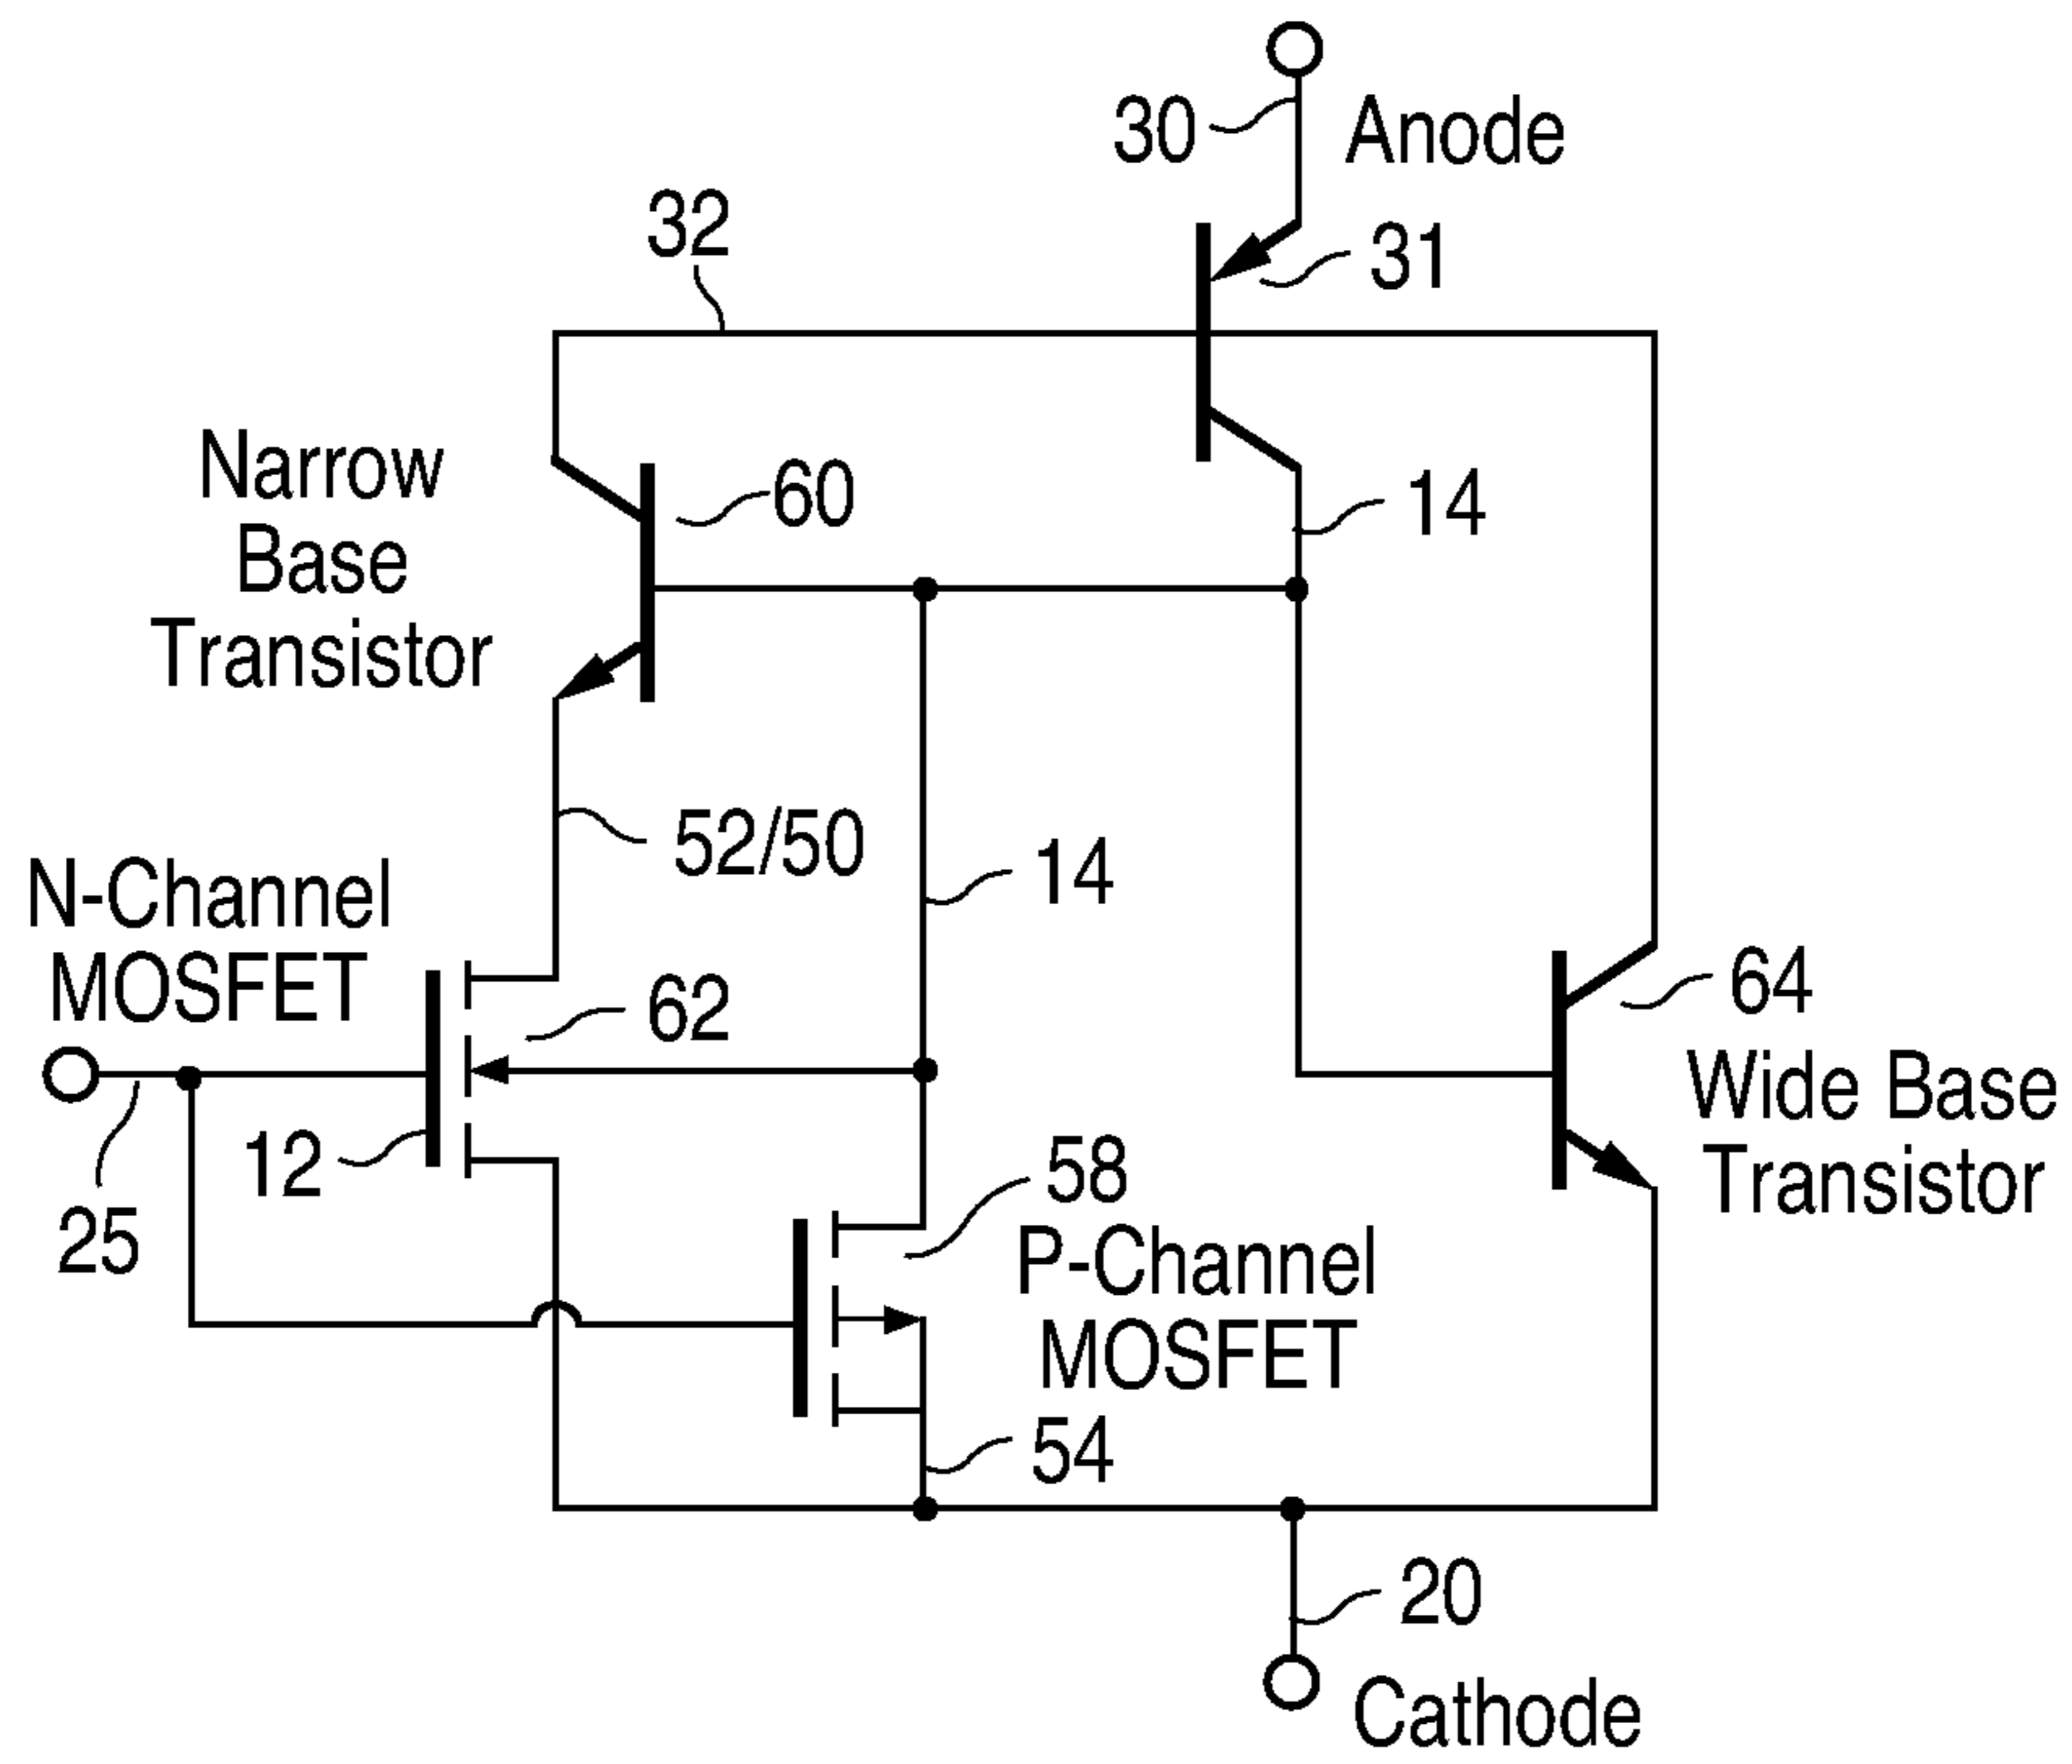 30
Anode
32
31
Narrow
Base
Transistor
60
14
52/50
14
N-Channel
MOSFET
62
64
Wide Base
Transistor
12
25
58
P-Channel
MOSFET
54
20
Cathode